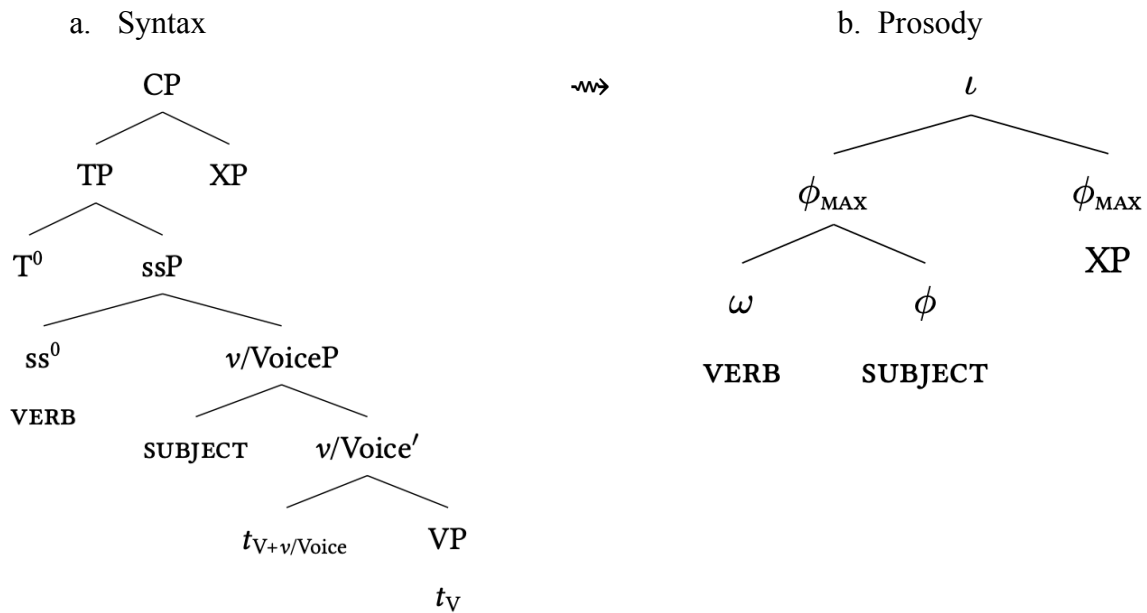 a. Syntax b. Prosody
CP ⇝ ι
TP XP ϕMAX ϕMAX
T⁰ ssP XP
ω ϕ
ss⁰ v/VoiceP
VERB SUBJECT
VERB
SUBJECT v/Voice′
tV+v/Voice VP
tV